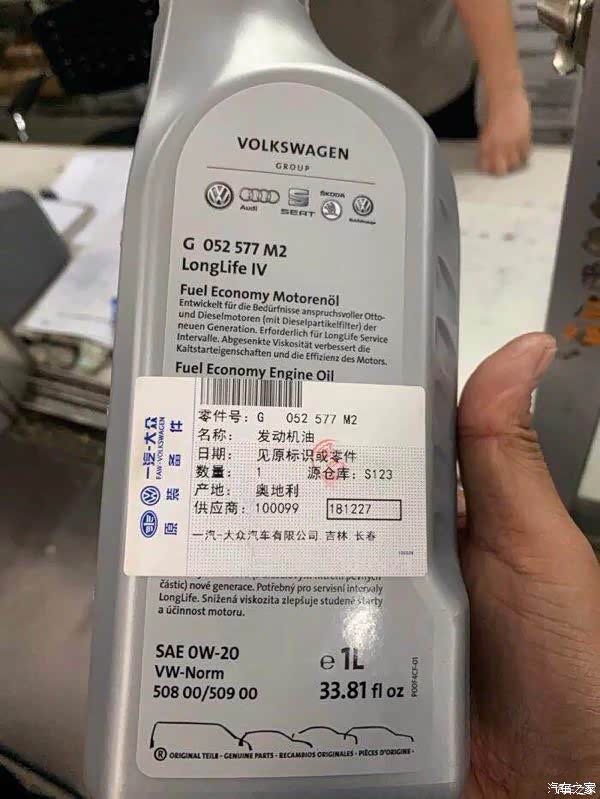 VOLKSWAGEN
GROUP
Audi
SEAT
ŠKODA
G 052 577 M2
LongLife IV
Fuel Economy Motorenöl
Entwickelt für die Bedürfnisse anspruchsvoller Otto-
und Dieselmotoren (mit Dieselpartikelfilter) der
neuen Generation. Erforderlich für LongLife Service
Intervalle. Abgesenkte Viskosität verbessert die
Kaltstarteigenschaften und die Effizienz des Motors.
Fuel Economy Engine Oil
一汽-大众
FAW-VOLKSWAGEN
原装备件
零件号: G 052 577 M2
名称: 发动机油
日期: 见原标识或零件
数量: 1 源仓库: S123
产地: 奥地利
供应商: 100099 181227
一汽-大众汽车有限公司 吉林 长春
částic) nové generace. Potřebný pro servisní intervaly
LongLife. Snížená viskozita zlepšuje studené starty
a účinnost motoru.
SAE 0W-20
VW-Norm
508 00/509 00
e 1L
33.81 fl oz
® ORIGINAL TEILE - GENUINE PARTS - RECAMBIOS ORIGINALES - PIÈCES D'ORIGINE -
汽车之家